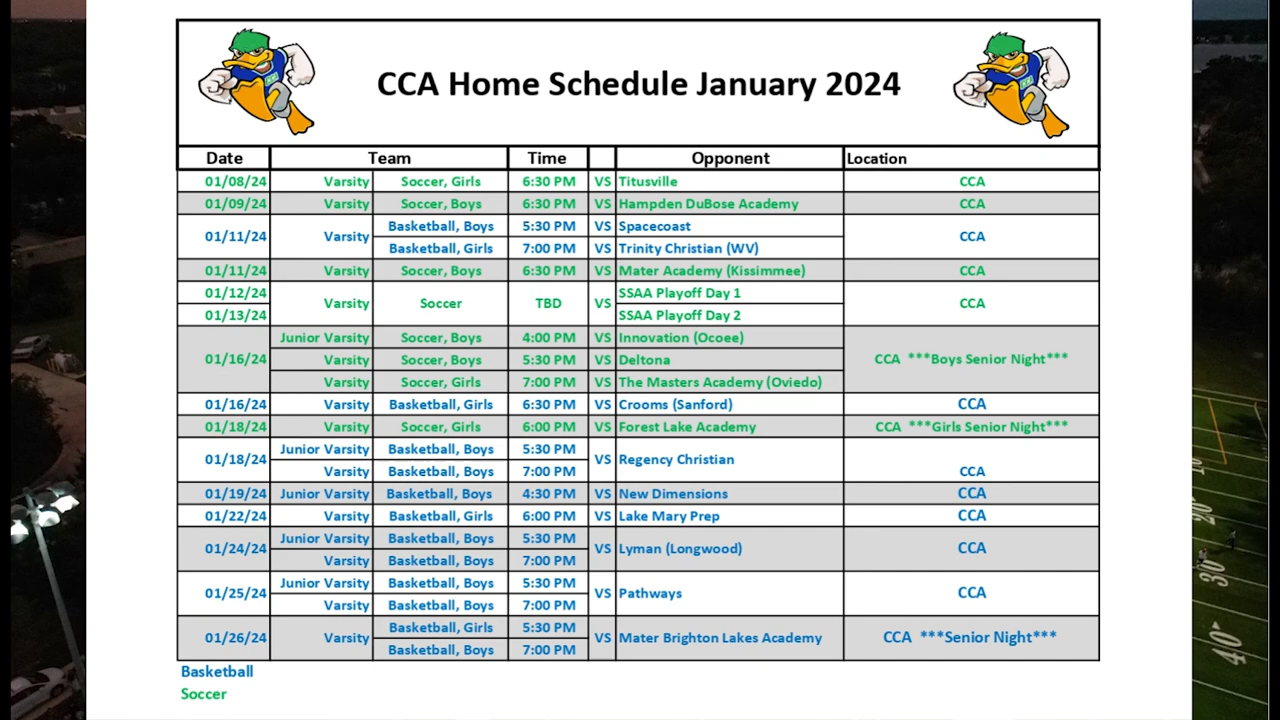 CCA Home Schedule January 2024
Date Team Time Opponent Location
01/08/24 Varsity Soccer, Girls 6:30 PM VS Titusville CCA
01/09/24 Varsity Soccer, Boys 6:30 PM VS Hampden DuBose Academy CCA
01/11/24 Varsity Basketball, Boys 5:30 PM VS Spacecoast CCA
Basketball, Girls 7:00 PM VS Trinity Christian (WV)
01/11/24 Varsity Soccer, Boys 6:30 PM VS Mater Academy (Kissimmee) CCA
01/12/24 Varsity Soccer TBD VS SSAA Playoff Day 1 CCA
01/13/24 SSAA Playoff Day 2
01/16/24 Junior Varsity Soccer, Boys 4:00 PM VS Innovation (Ocoee) CCA ***Boys Senior Night***
Varsity Soccer, Boys 5:30 PM VS Deltona
Varsity Soccer, Girls 7:00 PM VS The Masters Academy (Oviedo)
01/16/24 Varsity Basketball, Girls 6:30 PM VS Crooms (Sanford) CCA
01/18/24 Varsity Soccer, Girls 6:00 PM VS Forest Lake Academy CCA ***Girls Senior Night***
01/18/24 Junior Varsity Basketball, Boys 5:30 PM VS Regency Christian CCA
Varsity Basketball, Boys 7:00 PM
01/19/24 Junior Varsity Basketball, Boys 4:30 PM VS New Dimensions CCA
01/22/24 Varsity Basketball, Girls 6:00 PM VS Lake Mary Prep CCA
01/24/24 Junior Varsity Basketball, Boys 5:30 PM VS Lyman (Longwood) CCA
Varsity Basketball, Boys 7:00 PM
01/25/24 Junior Varsity Basketball, Boys 5:30 PM VS Pathways CCA
Varsity Basketball, Boys 7:00 PM
01/26/24 Varsity Basketball, Girls 5:30 PM VS Mater Brighton Lakes Academy CCA ***Senior Night***
Basketball, Boys 7:00 PM
Basketball
Soccer
20
30
40